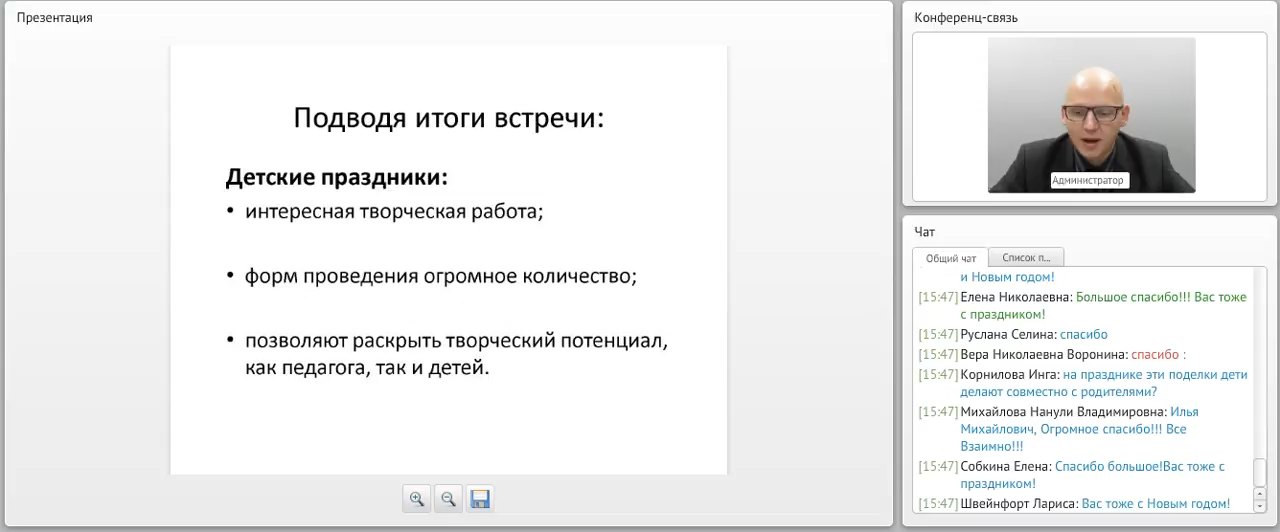 Презентация
Подводя итоги встречи:
Детские праздники:
• интересная творческая работа;
• форм проведения огромное количество;
• позволяют раскрыть творческий потенциал,
как педагога, так и детей.
Конференц-связь
Администратор
Чат
Общий чат
Список п...
и Новым годом!
[15:47] Елена Николаевна: Большое спасибо!!! Вас тоже
с праздником!
[15:47] Руслана Селина: спасибо
[15:47] Вера Николаевна Воронина: спасибо :
[15:47] Корнилова Инга: на празднике эти поделки дети
делают совместно с родителями?
[15:47] Михайлова Нанули Владимировна: Илья
Михайлович, Огромное спасибо!!! Все
Взаимно!!!
[15:47] Собкина Елена: Спасибо большое!Вас тоже с
праздником!
[15:47] Швейнфорт Лариса: Вас тоже с Новым годом!